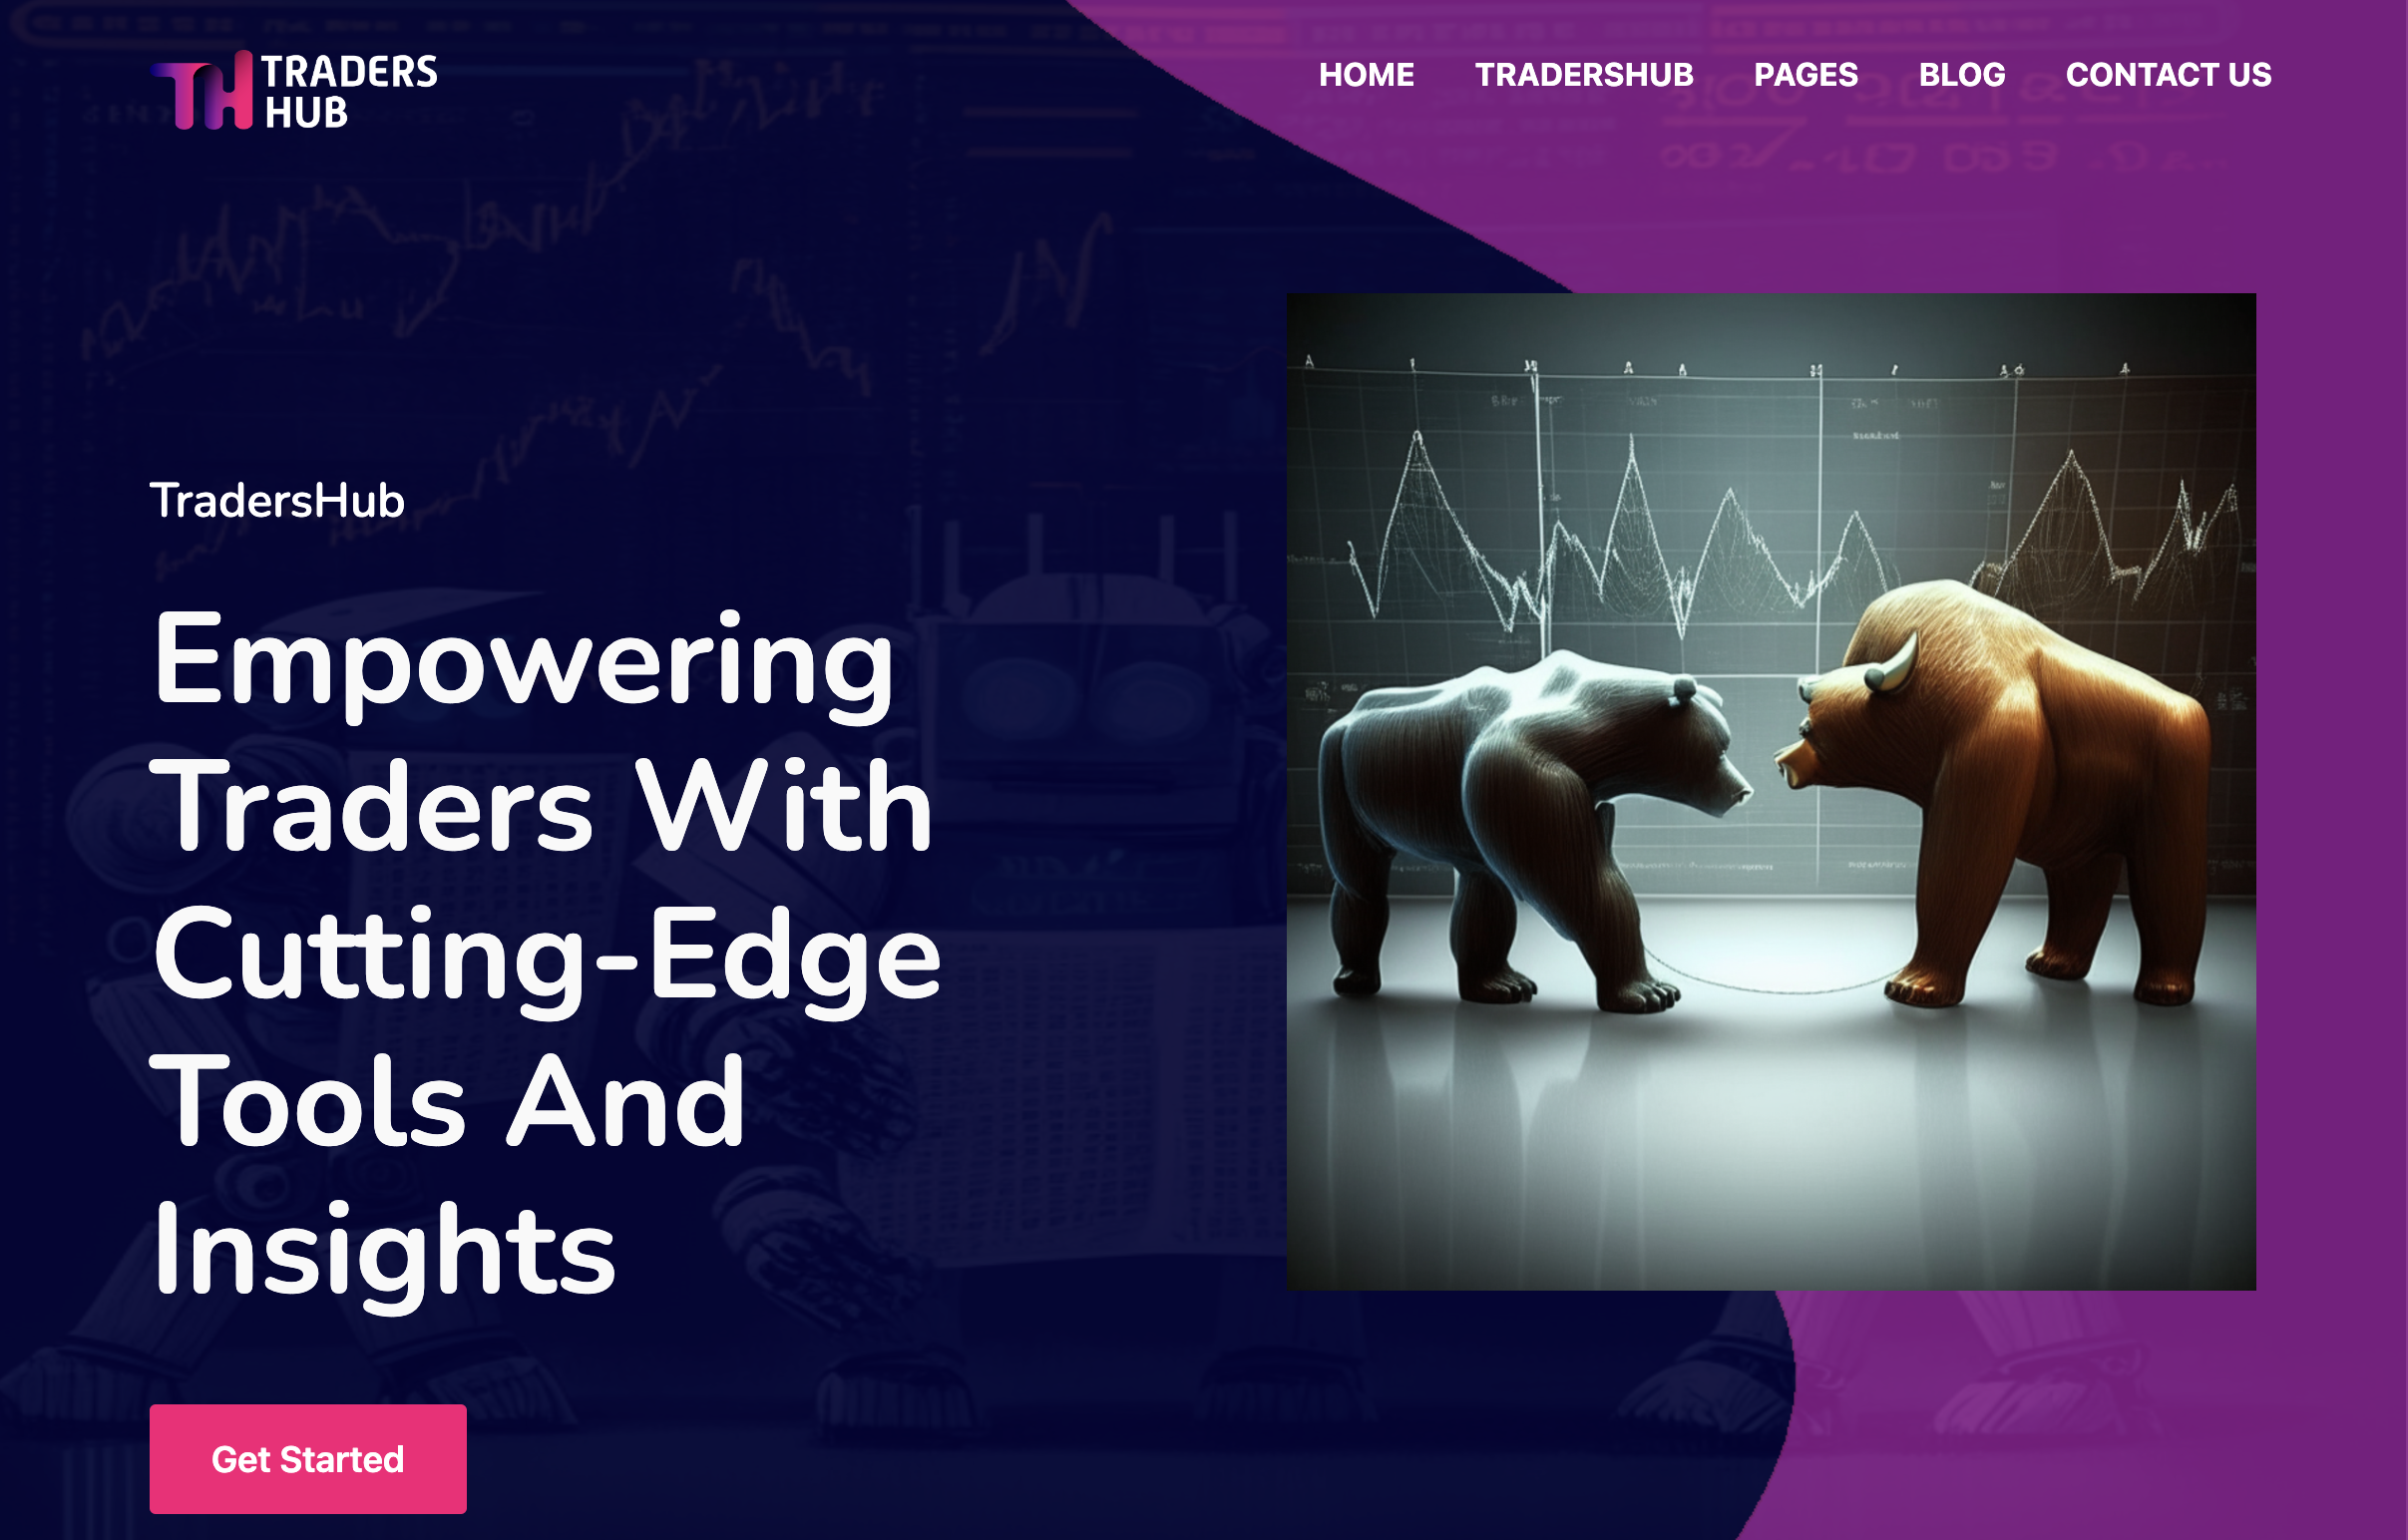 TRADERS
HUB
HOME TRADERSHUB PAGES BLOG CONTACT US
TradersHub
Empowering
Traders With
Cutting-Edge
Tools And
Insights
Get Started